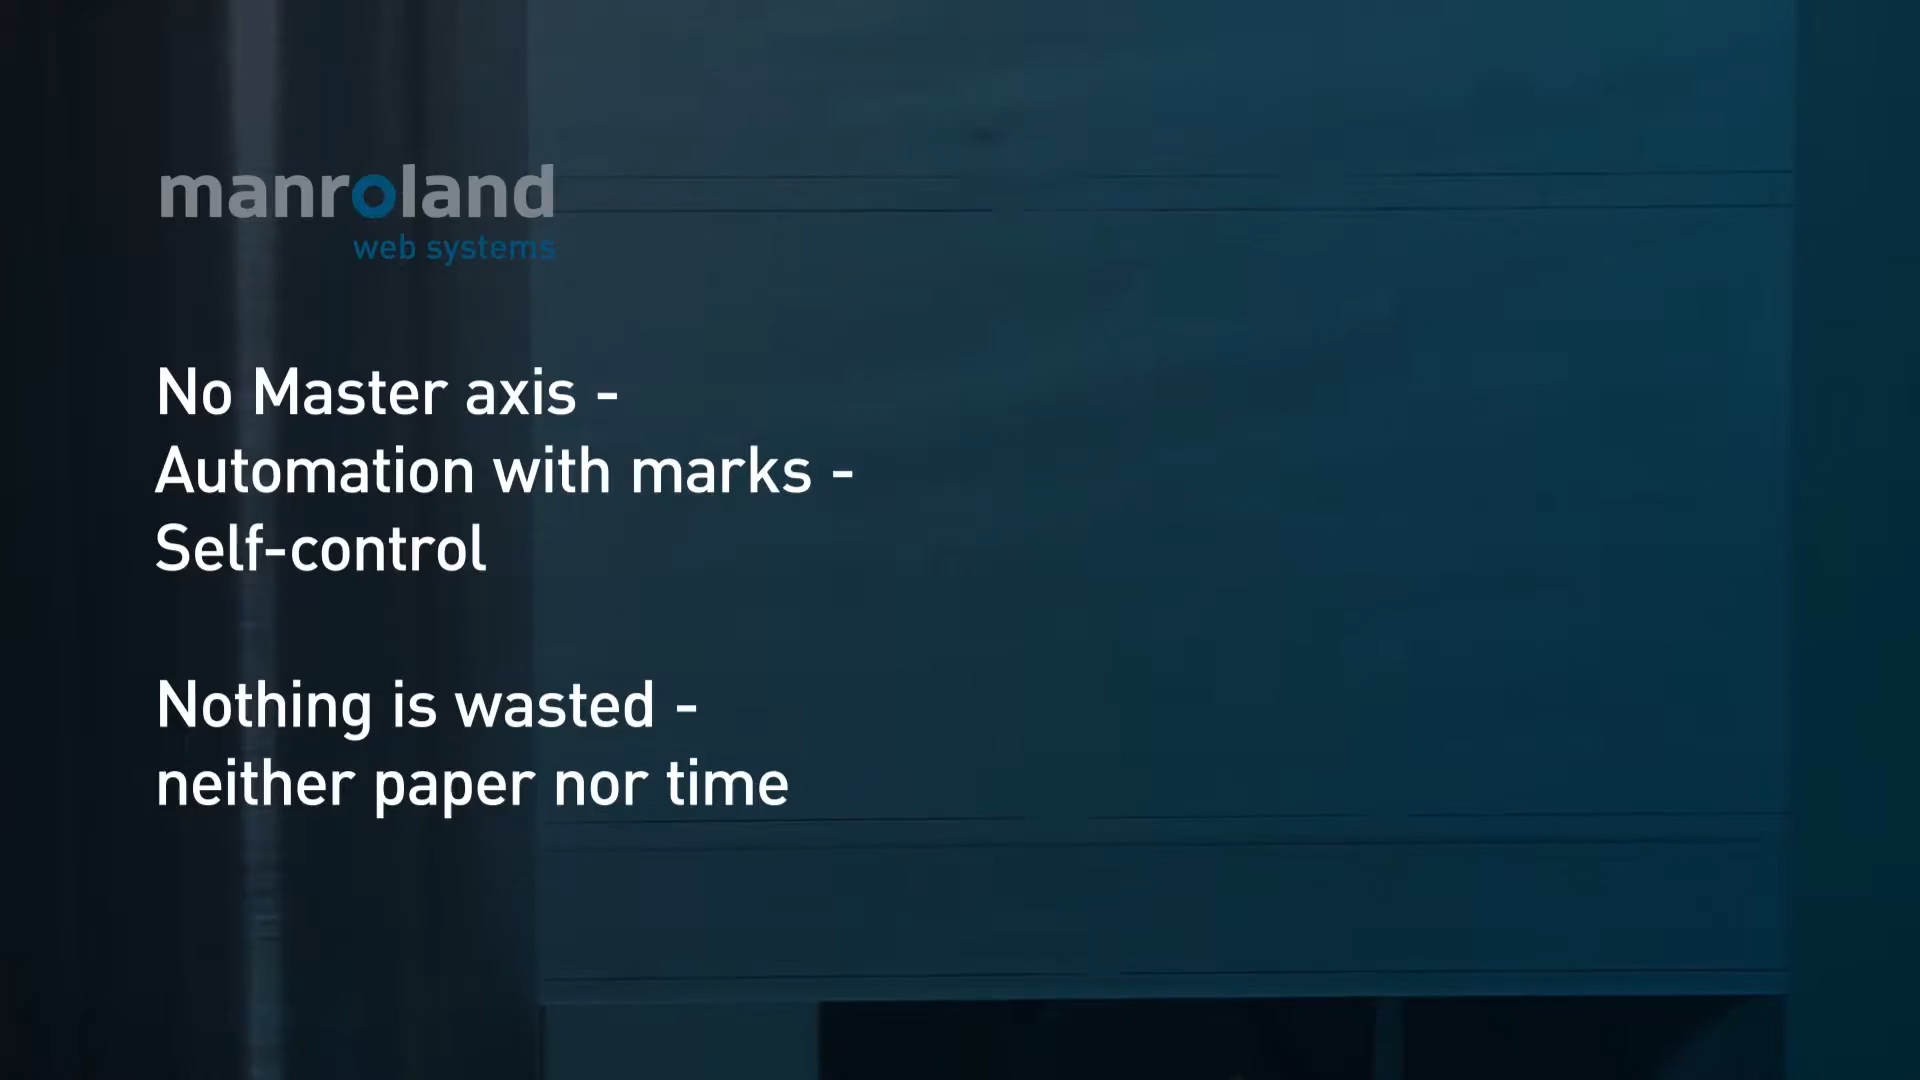 manroland
web systems
No Master axis -
Automation with marks -
Self-control
Nothing is wasted -
neither paper nor time